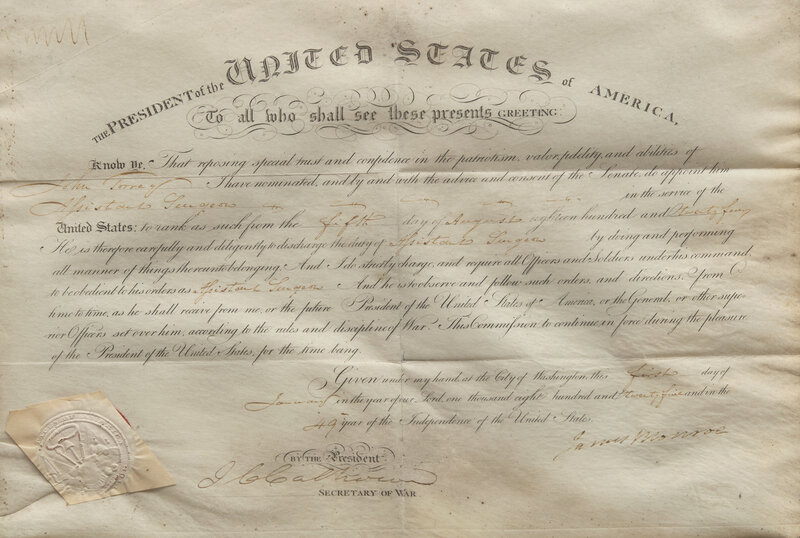 THE PRESIDENT of the UNITED STATES of AMERICA,
To all who shall see these presents GREETING:
Know Ye, That reposing special trust and confidence in the patriotism, valor, fidelity, and abilities of
John Torrey I have nominated, and by and with the advice and consent of the Senate, do appoint him
Assistant Surgeon in the service of the
United States: to rank as such from the fifth day of August eighteen hundred and twenty four
He is therefore carefully and diligently to discharge the duty of Assistant Surgeon by doing and performing
all manner of things thereunto belonging. And I do strictly charge, and require all Officers and Soldiers under his command,
to be obedient to his orders as Assistant Surgeon And he is to observe and follow such orders, and directions, from
time to time, as he shall receive from me, or the future President of the United States of America, or the General, or other supe-
rior Officers set over him, according to the rules and discipline of War. This Commission to continue in force during the pleasure
of the President of the United States, for the time being.
Given under my hand, at the City of Washington, this first day of
January in the year of our Lord, one thousand eight hundred and twenty five and in the
49th year of the Independence of the United States.
James Monroe
BY THE President
J C Calhoun
SECRETARY OF WAR